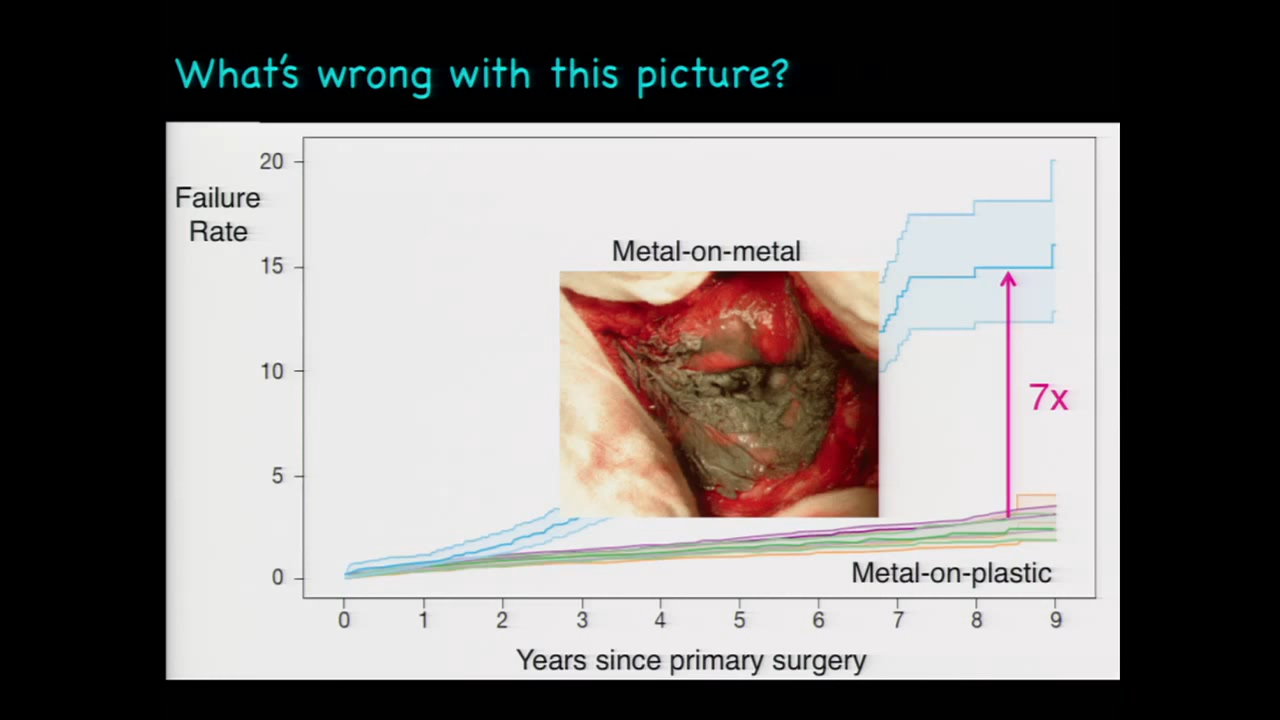 What's wrong with this picture?
20
Failure
Rate
15
Metal-on-metal
10
7x
5
0
Metal-on-plastic
0 1 2 3 4 5 6 7 8 9
Years since primary surgery